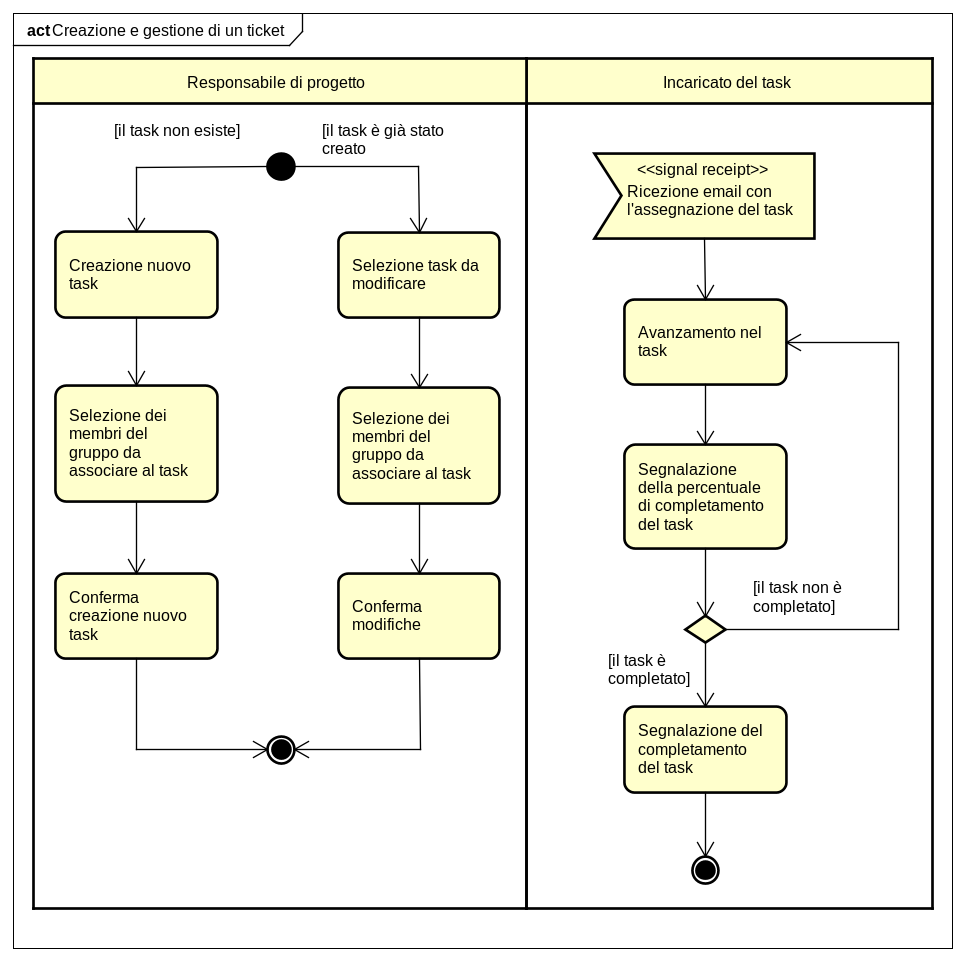 act Creazione e gestione di un ticket
Responsabile di progetto
Incaricato del task
[il task non esiste]
[il task è già stato
creato
Creazione nuovo
task
Selezione task da
modificare
Selezione dei
membri del
gruppo da
associare al task
Selezione dei
membri del
gruppo da
associare al task
Conferma
creazione nuovo
task
Conferma
modifiche
<<signal receipt>>
Ricezione email con
l'assegnazione del task
Avanzamento nel
task
Segnalazione
della percentuale
di completamento
del task
[il task non è
completato]
[il task è
completato]
Segnalazione del
completamento
del task